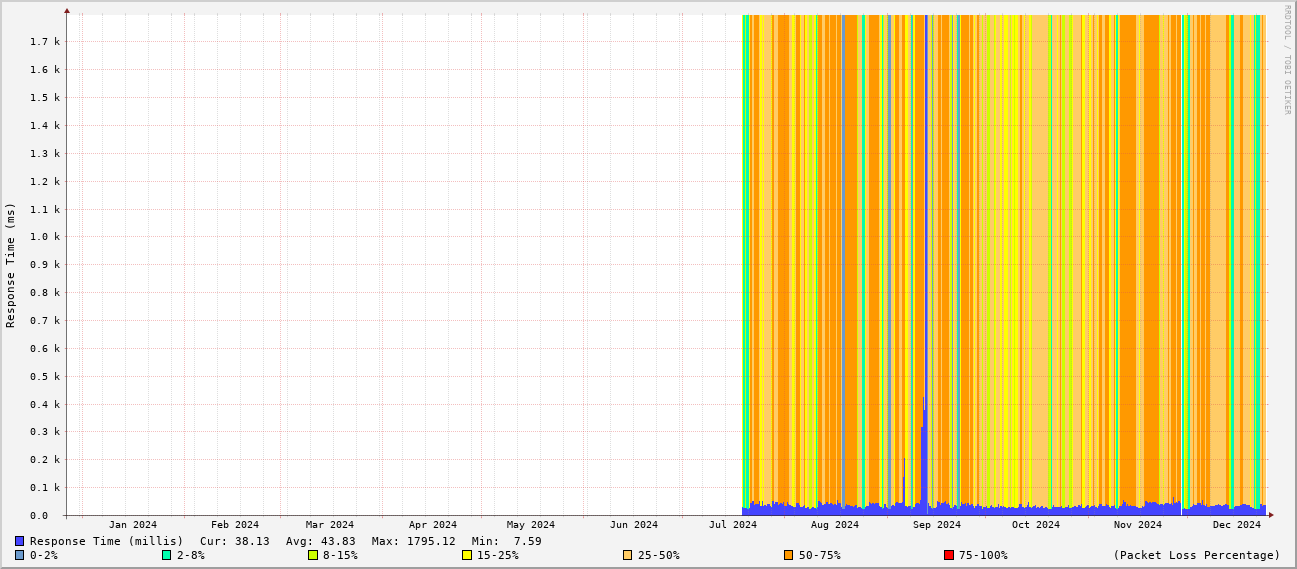 RRDTOOL / TOBI OETIKER
Response Time (ms)
1.7 k
1.6 k
1.5 k
1.4 k
1.3 k
1.2 k
1.1 k
1.0 k
0.9 k
0.8 k
0.7 k
0.6 k
0.5 k
0.4 k
0.3 k
0.2 k
0.1 k
0.0
Jan 2024 Feb 2024 Mar 2024 Apr 2024 May 2024 Jun 2024 Jul 2024 Aug 2024 Sep 2024 Oct 2024 Nov 2024 Dec 2024
Response Time (millis) Cur: 38.13 Avg: 43.83 Max: 1795.12 Min: 7.59
0-2% 2-8% 8-15% 15-25% 25-50% 50-75% 75-100% (Packet Loss Percentage)